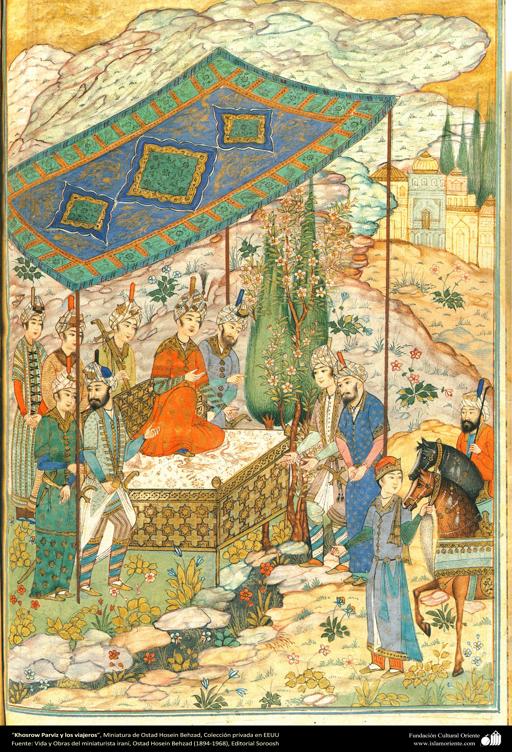 "Khosrow Parviz y los viajeros", Miniatura de Ostad Hosein Behzad, Colección privada en EEUU
Fuente: Vida y Obras del miniaturista irani, Ostad Hosein Behzad (1894-1968), Editorial Soroosh
Fundación Cultural Oriente
www.islamoriente.com